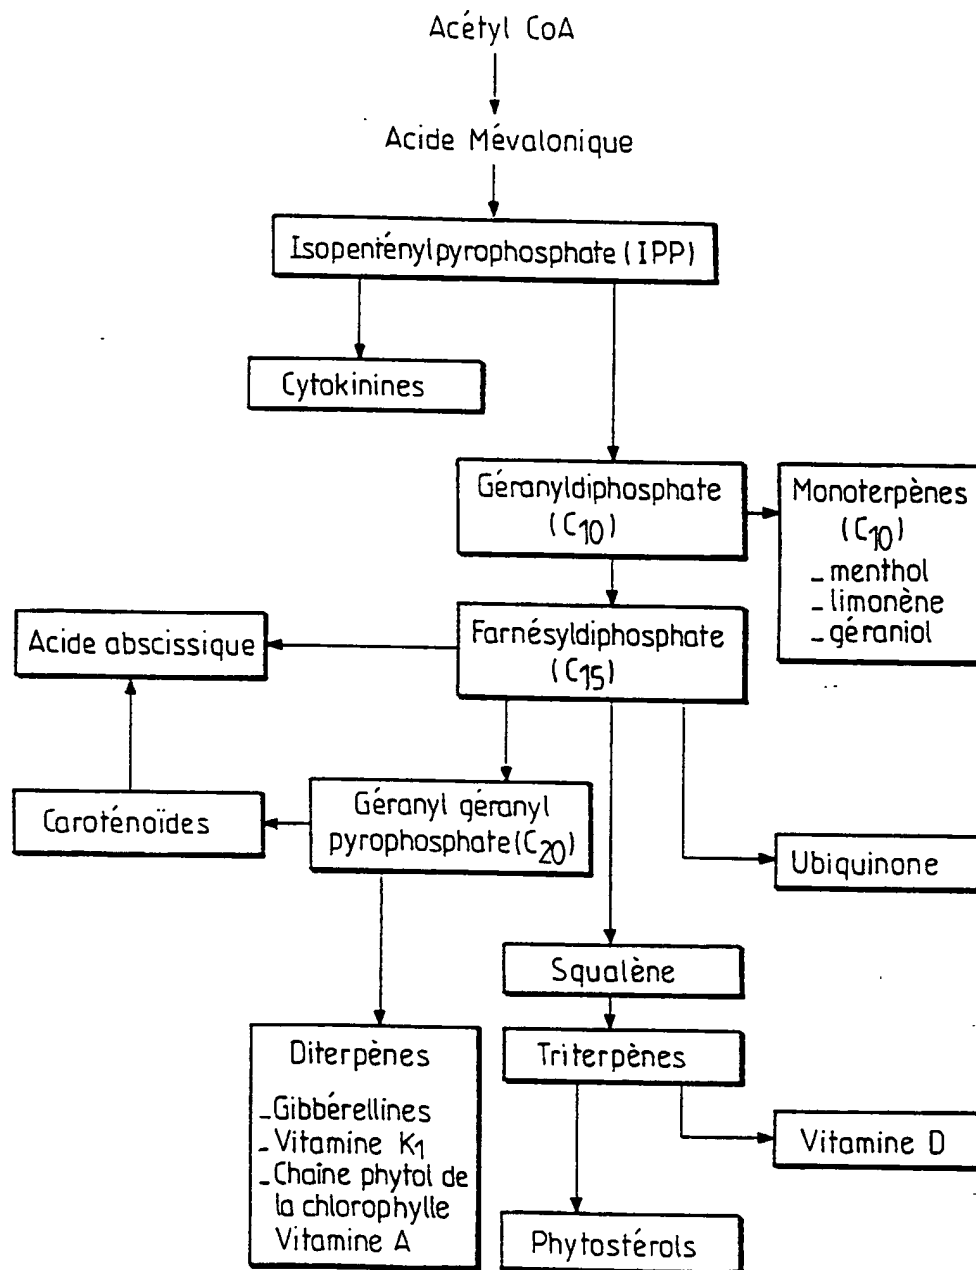 Acétyl CoA
Acide Mévalonique
Isopenténylpyrophosphate (IPP)
Cytokinines
Géranyldiphosphate
(C10)
Monoterpènes
(C10)
- menthol
- limonène
- géraniol
Acide abscissique
Farnésyldiphosphate
(C15)
Caroténoïdes
Géranyl géranyl
pyrophosphate (C20)
Ubiquinone
Squalène
Diterpènes
- Gibbérellines
- Vitamine K1
- Chaîne phytol de
la chlorophylle
Vitamine A
Triterpènes
Vitamine D
Phytostérols